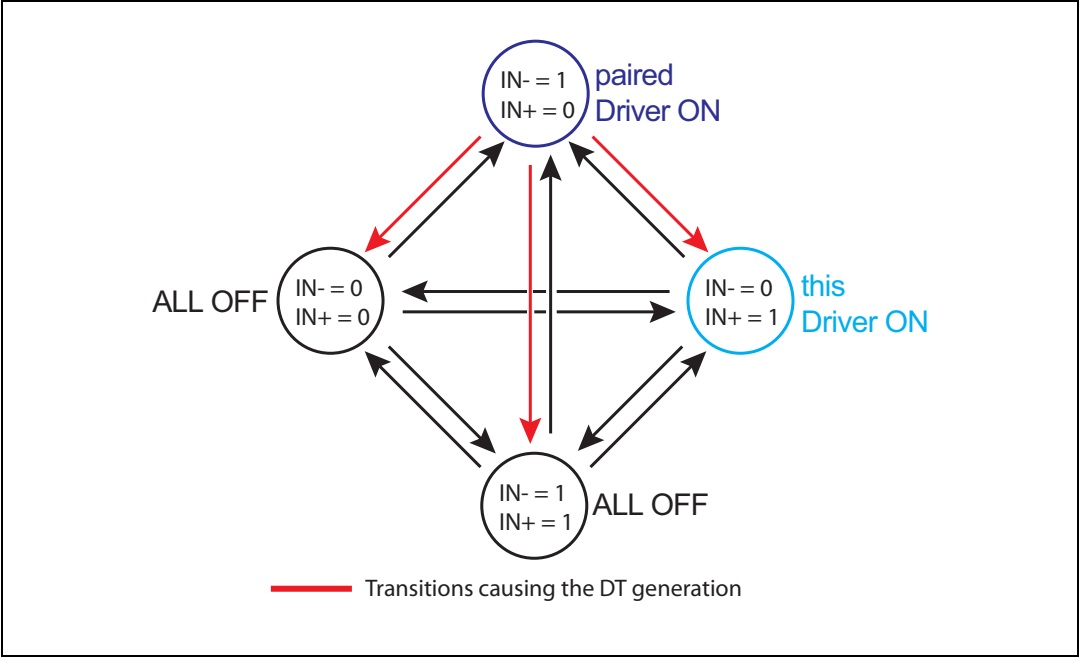 IN- = 1
IN+ = 0
paired
Driver ON
ALL OFF
IN- = 0
IN+ = 0
IN- = 0
IN+ = 1
this
Driver ON
IN- = 1
IN+ = 1
ALL OFF
Transitions causing the DT generation